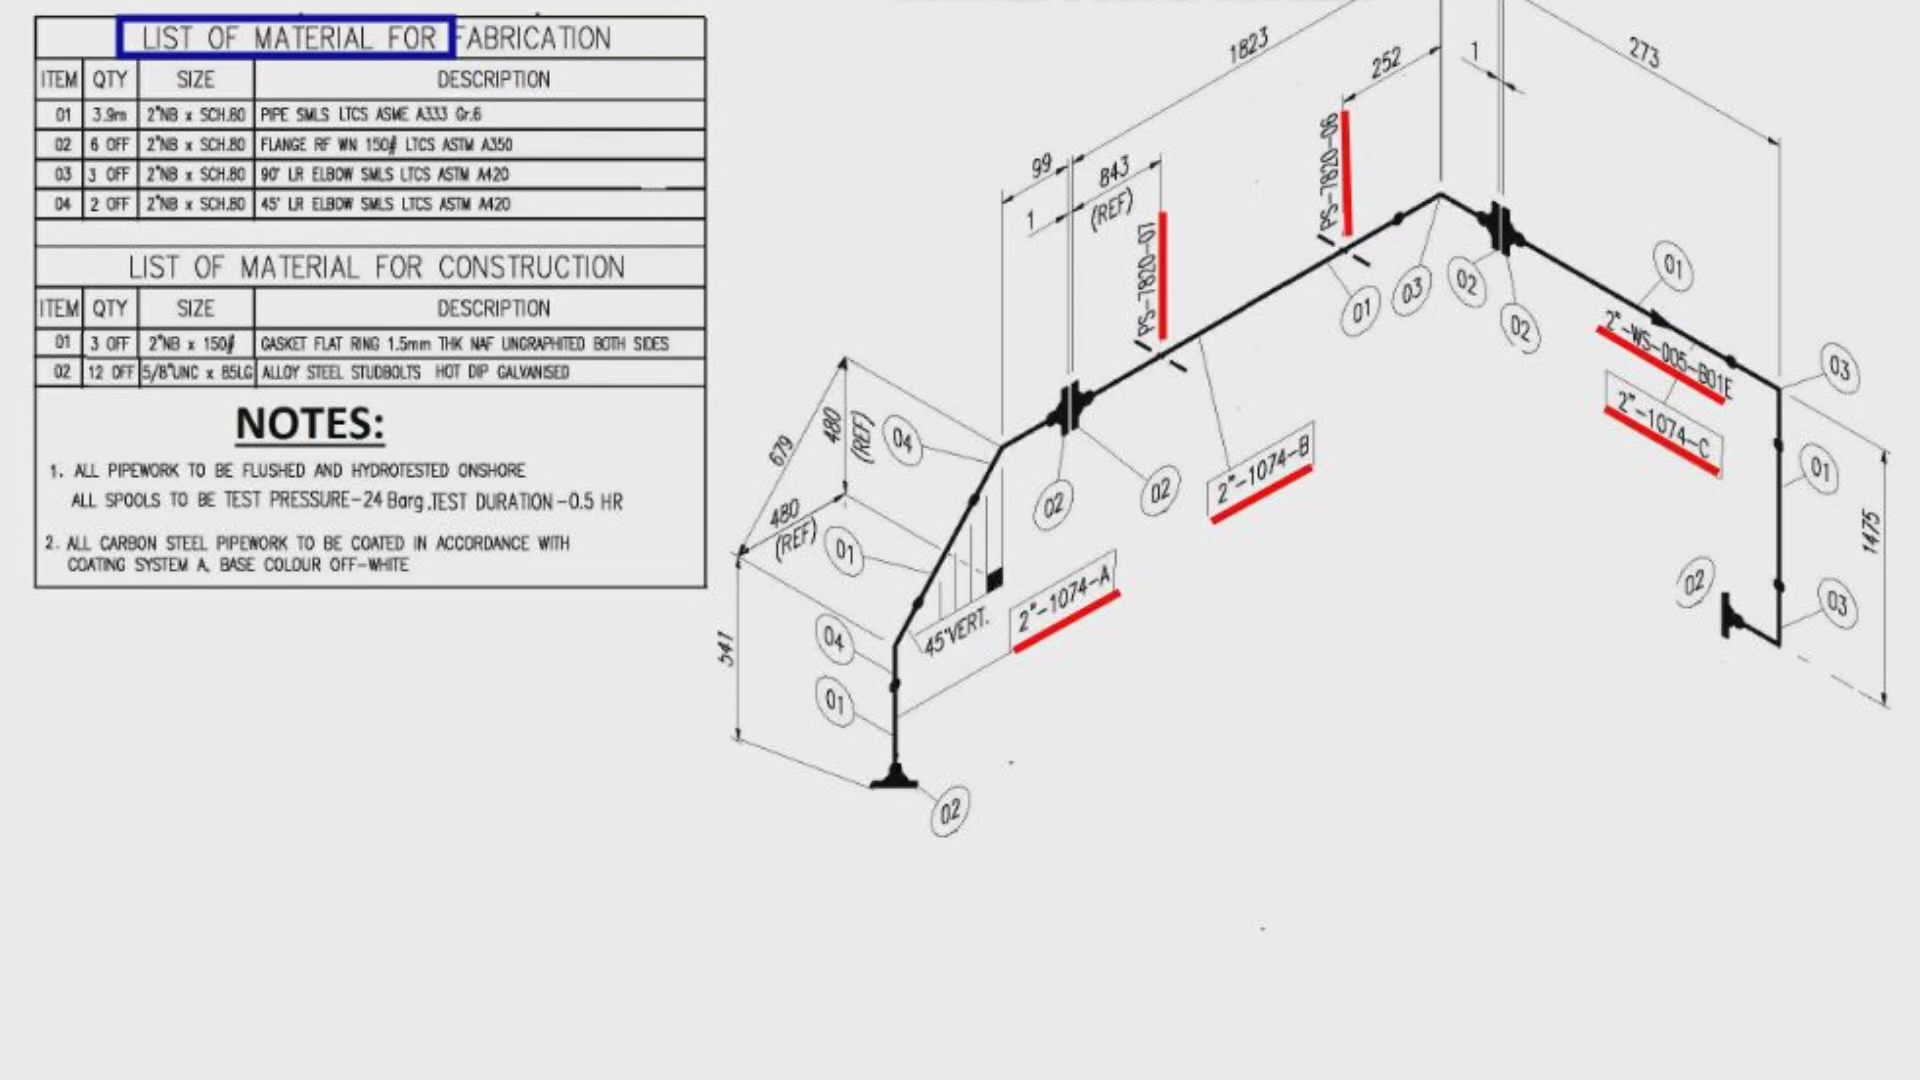 LIST OF MATERIAL FOR FABRICATION
ITEM QTY SIZE DESCRIPTION
01 3.9m 2"NB x SCH.80 PIPE SMLS LTCS ASME A333 Gr.6
02 6 OFF 2"NB x SCH.80 FLANGE RF WN 150# LTCS ASTM A350
03 3 OFF 2"NB x SCH.80 90° LR ELBOW SMLS LTCS ASTM A420
04 2 OFF 2"NB x SCH.80 45° LR ELBOW SMLS LTCS ASTM A420
LIST OF MATERIAL FOR CONSTRUCTION
ITEM QTY SIZE DESCRIPTION
01 3 OFF 2"NB x 150# GASKET FLAT RING 1.5mm THK NAF UNGRAPHITED BOTH SIDES
02 12 OFF 5/8"UNC x 85LG ALLOY STEEL STUDBOLTS HOT DIP GALVANISED
NOTES:
1. ALL PIPEWORK TO BE FLUSHED AND HYDROTESTED ONSHORE
ALL SPOOLS TO BE TEST PRESSURE-24 Barg.TEST DURATION-0.5 HR
2. ALL CARBON STEEL PIPEWORK TO BE COATED IN ACCORDANCE WITH
COATING SYSTEM A, BASE COLOUR OFF-WHITE
1823
252
1
273
99
843
(REF)
1
PS-7820-07
PS-7820-06
01
03
02
02
01
2"-WS-005-B01E
2"-1074-C
03
01
1475
02
03
679
480
(REF)
480
(REF)
04
02
02
2"-1074-B
01
45°VERT.
2"-1074-A
541
04
01
02